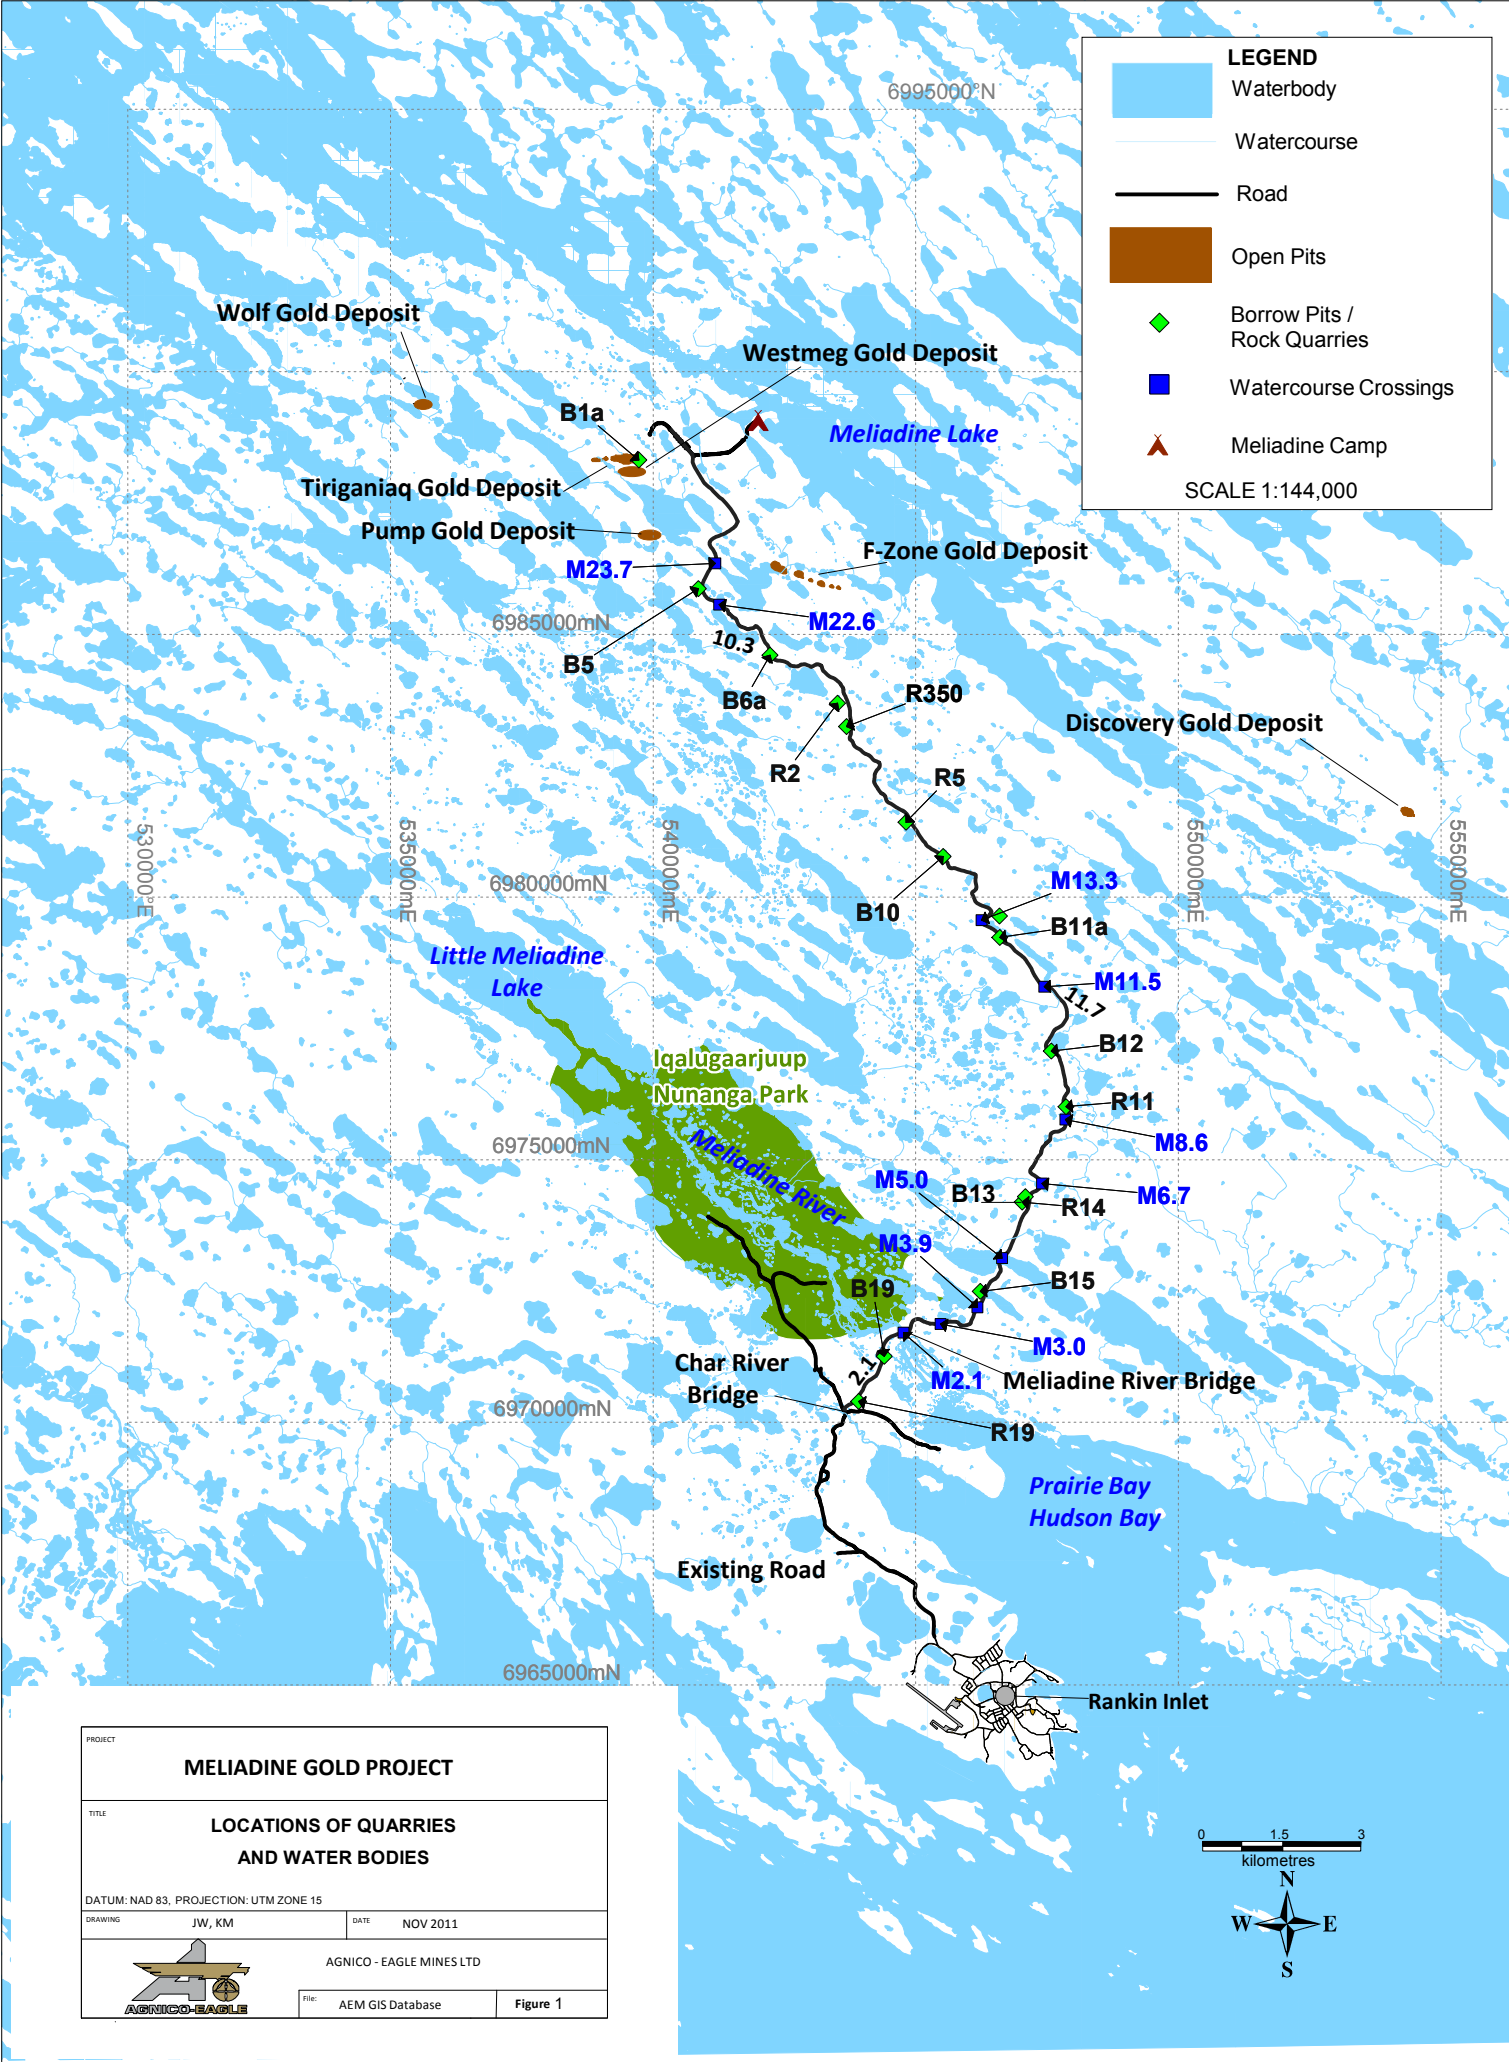 6995000°N
LEGEND
Waterbody
Watercourse
Road
Open Pits
Borrow Pits /
Rock Quarries
Watercourse Crossings
Meliadine Camp
SCALE 1:144,000
Wolf Gold Deposit
Westmeg Gold Deposit
B1a
Meliadine Lake
Tiriganiaq Gold Deposit
Pump Gold Deposit
F-Zone Gold Deposit
M23.7
6985000mN
M22.6
10.3
B5
B6a
R350
Discovery Gold Deposit
R2
R5
530000°E
535000mE
540000mE
550000mE
555000mE
6980000mN
M13.3
B10
B11a
Little Meliadine
Lake
M11.5
11.7
B12
Iqalugaarjuup
Nunanga Park
R11
6975000mN
Meliadine River
M8.6
M5.0
B13
M6.7
R14
M3.9
B15
B19
M3.0
Char River
Bridge
2.1
M2.1
Meliadine River Bridge
6970000mN
R19
Prairie Bay
Hudson Bay
Existing Road
6965000mN
Rankin Inlet
PROJECT
MELIADINE GOLD PROJECT
TITLE
LOCATIONS OF QUARRIES
AND WATER BODIES
DATUM: NAD 83, PROJECTION: UTM ZONE 15
DRAWING
JW, KM
DATE
NOV 2011
AGNICO - EAGLE MINES LTD
AGNICO-EAGLE
File:
AEM GIS Database
Figure 1
0 1.5 3
kilometres
N
W E
S